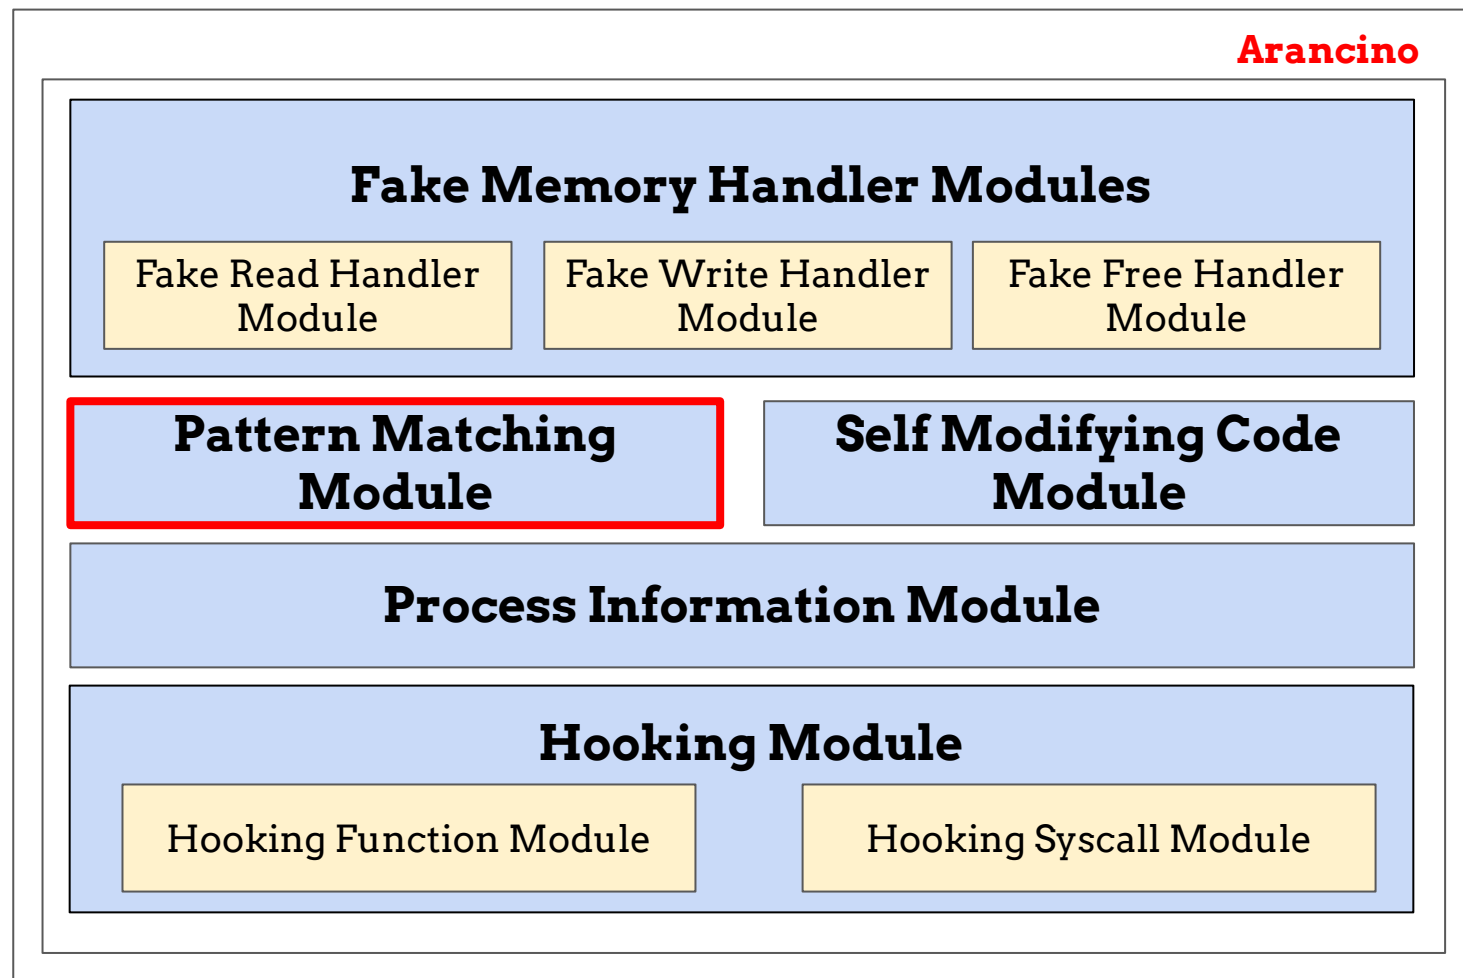 Arancino
Fake Memory Handler Modules
Fake Read Handler
Module
Fake Write Handler
Module
Fake Free Handler
Module
Pattern Matching
Module
Self Modifying Code
Module
Process Information Module
Hooking Module
Hooking Function Module
Hooking Syscall Module